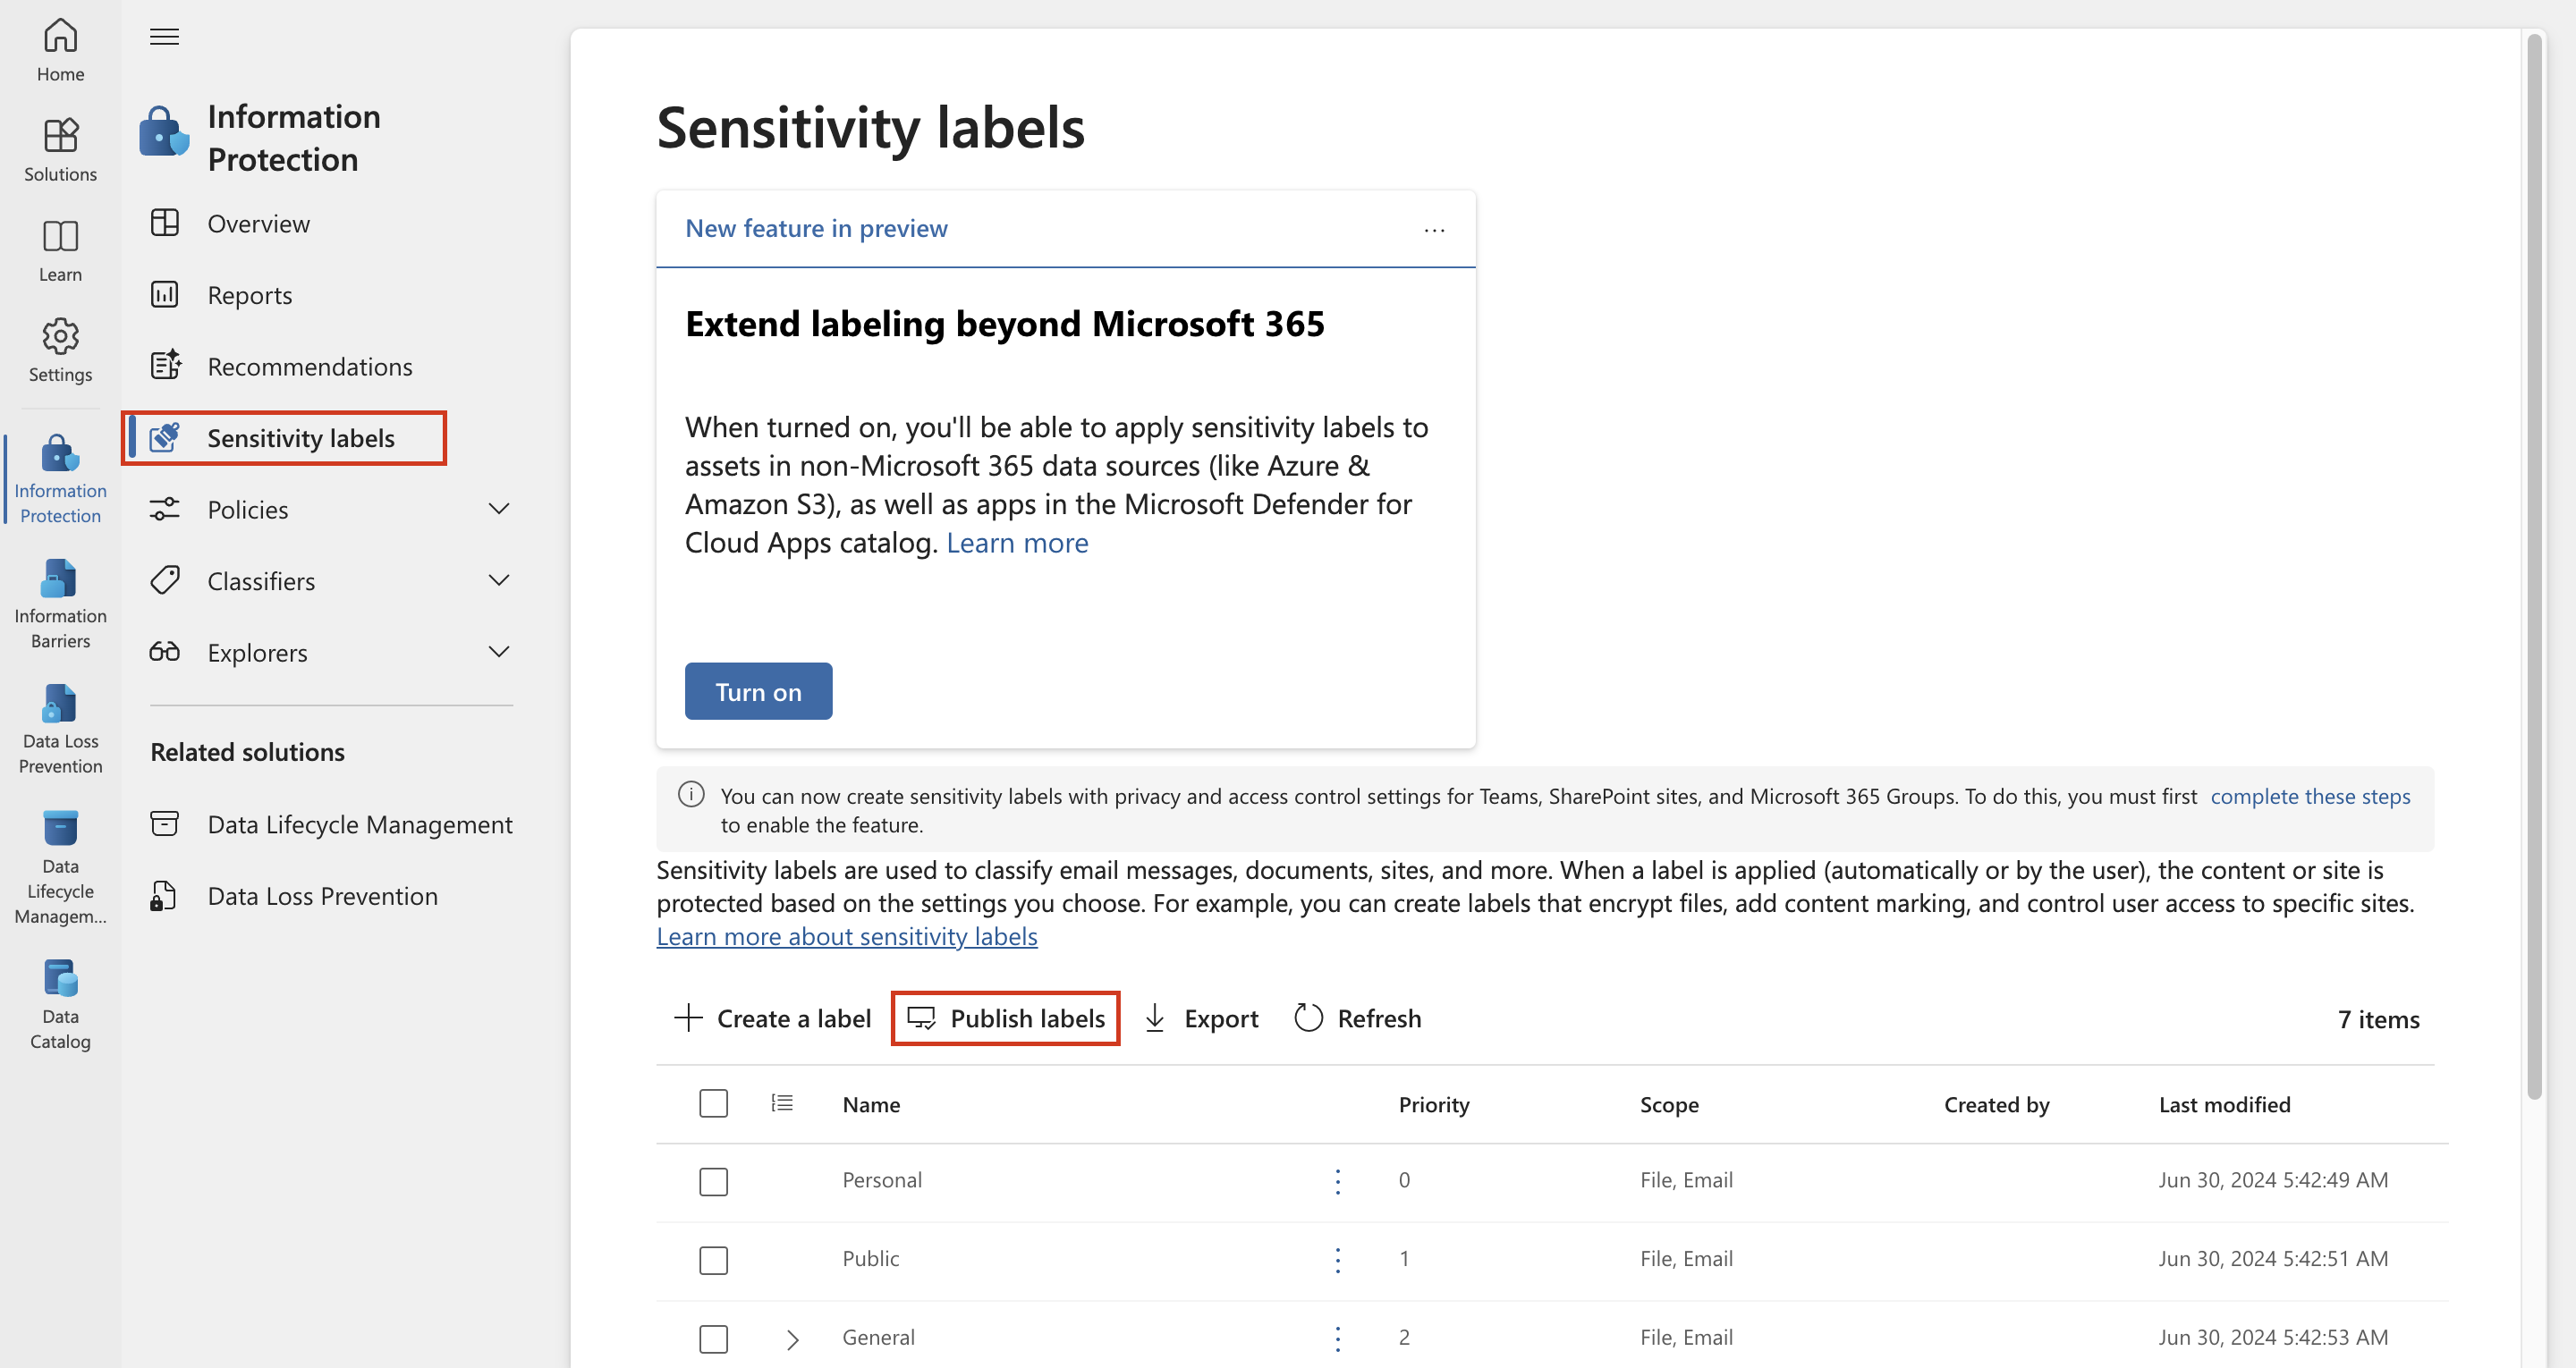 Home
Solutions
Learn
Settings
Information
Protection
Information
Barriers
Data Loss
Prevention
Data
Lifecycle
Managem...
Data
Catalog
Information
Protection
Overview
Reports
Recommendations
Sensitivity labels
Policies
Classifiers
Explorers
Related solutions
Data Lifecycle Management
Data Loss Prevention
Sensitivity labels
New feature in preview
Extend labeling beyond Microsoft 365
When turned on, you'll be able to apply sensitivity labels to
assets in non-Microsoft 365 data sources (like Azure &
Amazon S3), as well as apps in the Microsoft Defender for
Cloud Apps catalog. Learn more
Turn on
You can now create sensitivity labels with privacy and access control settings for Teams, SharePoint sites, and Microsoft 365 Groups. To do this, you must first complete these steps
to enable the feature.
Sensitivity labels are used to classify email messages, documents, sites, and more. When a label is applied (automatically or by the user), the content or site is
protected based on the settings you choose. For example, you can create labels that encrypt files, add content marking, and control user access to specific sites.
Learn more about sensitivity labels
Create a label Publish labels Export Refresh 7 items
Name Priority Scope Created by Last modified
Personal 0 File, Email Jun 30, 2024 5:42:49 AM
Public 1 File, Email Jun 30, 2024 5:42:51 AM
General 2 File, Email Jun 30, 2024 5:42:53 AM